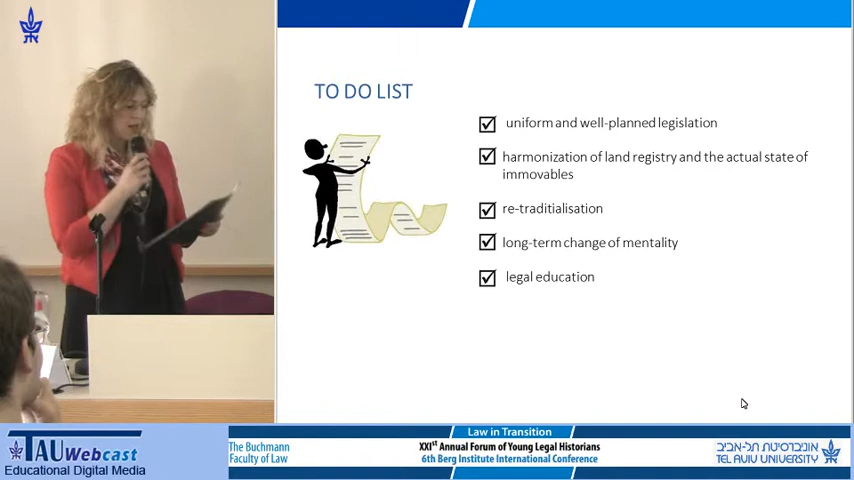 TO DO LIST
uniform and well-planned legislation
harmonization of land registry and the actual state of
immovables
re-traditialisation
long-term change of mentality
legal education
TAU Webcast
Educational Digital Media
The Buchmann
Faculty of Law
Law in Transition
XXIst Annual Forum of Young Legal Historians
6th Berg Institute International Conference
אוניברסיטת תל-אביב
TEL AVIV UNIVERSITY